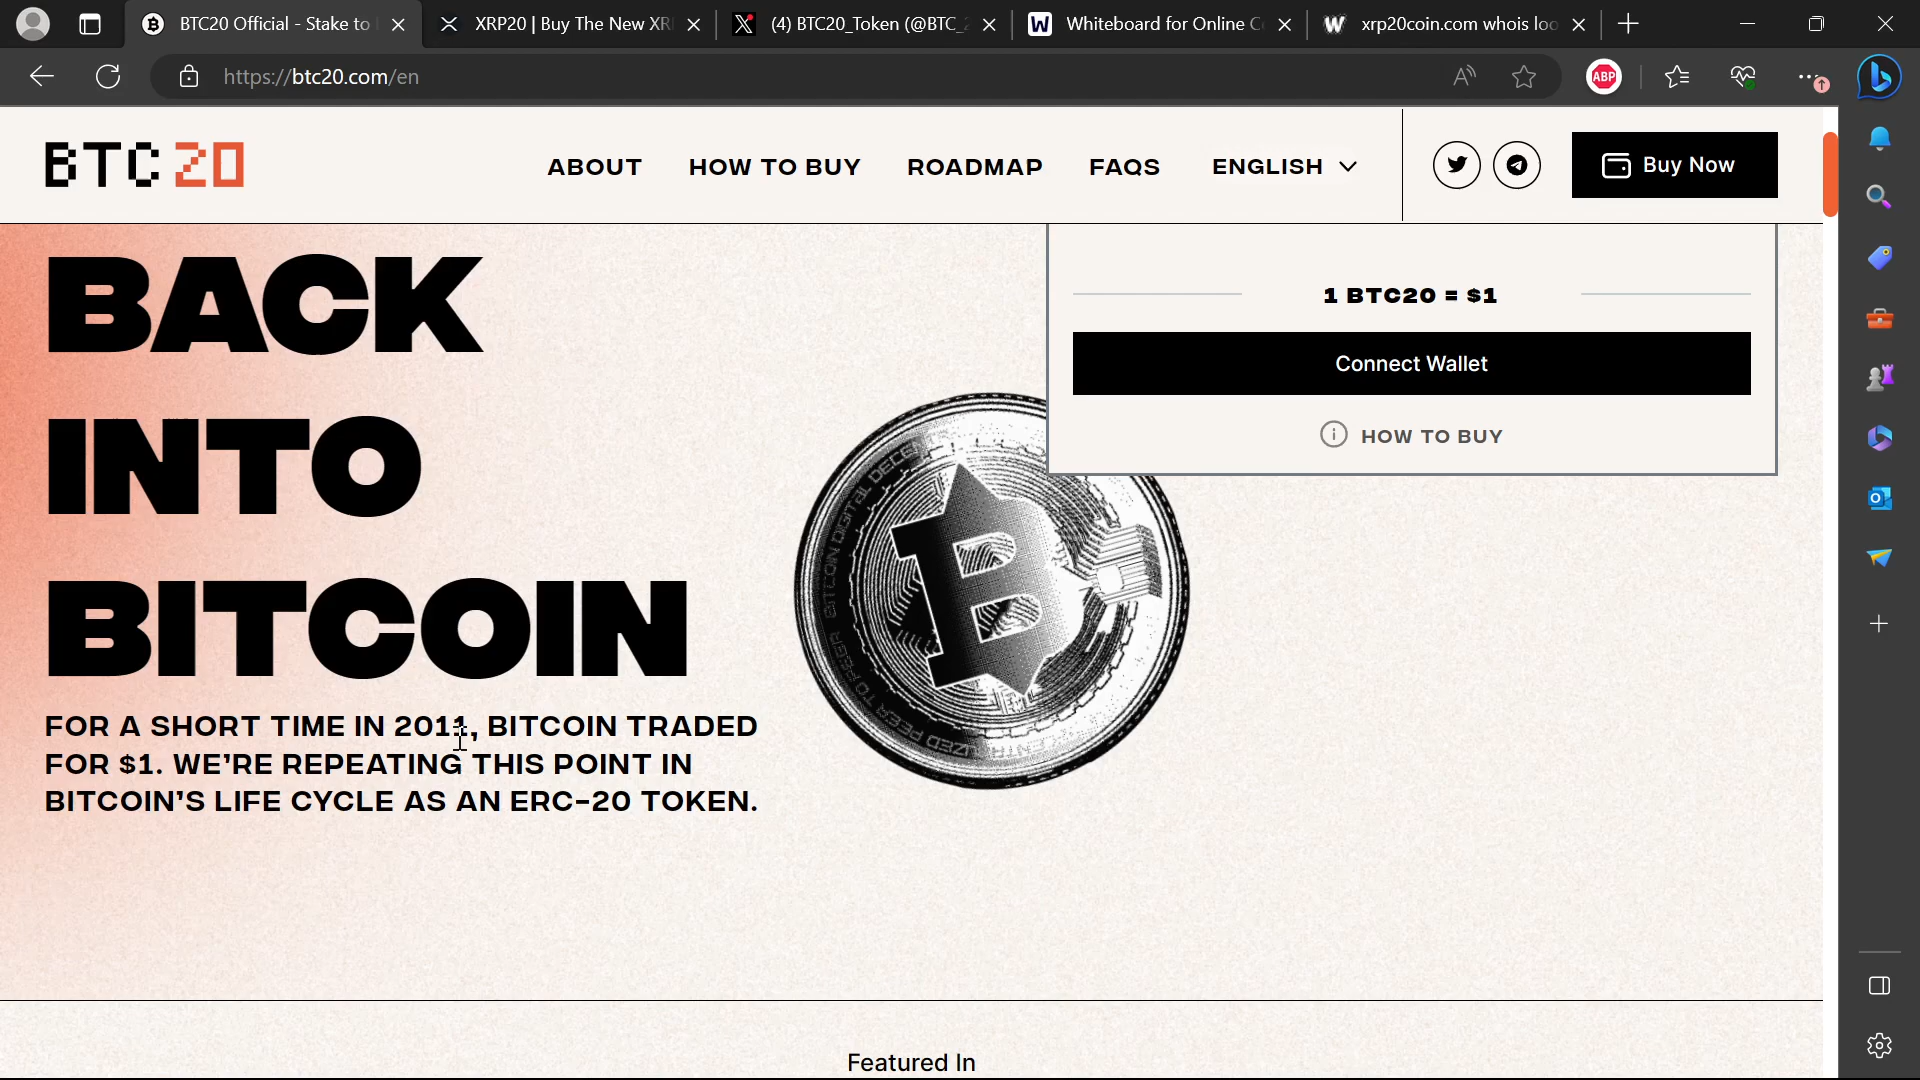 BTC20 Official - Stake to
XRP20 | Buy The New XR
(4) BTC20_Token (@BTC_2
Whiteboard for Online C
xrp20coin.com whois loo
https://btc20.com/en
ABP
BTC20
ABOUT
HOW TO BUY
ROADMAP
FAQS
ENGLISH
Buy Now
BACK
INTO
BITCOIN
1 BTC20 = $1
Connect Wallet
HOW TO BUY
FOR A SHORT TIME IN 2011, BITCOIN TRADED
FOR $1. WE’RE REPEATING THIS POINT IN
BITCOIN’S LIFE CYCLE AS AN ERC-20 TOKEN.
Featured In